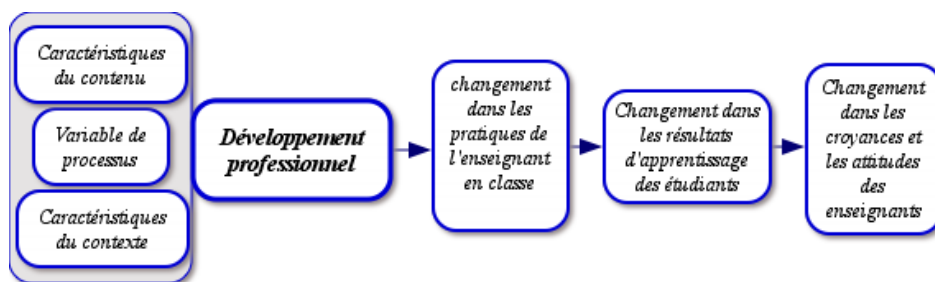 Caractéristiques
du contenu
Variable de
processus
Caractéristiques
du contexte
Développement
professionnel
changement
dans les
pratiques de
l'enseignant
en classe
Changement dans
les résultats
d'apprentissage
des étudiants
Changement
dans les
croyances et
les attitudes
des
enseignants